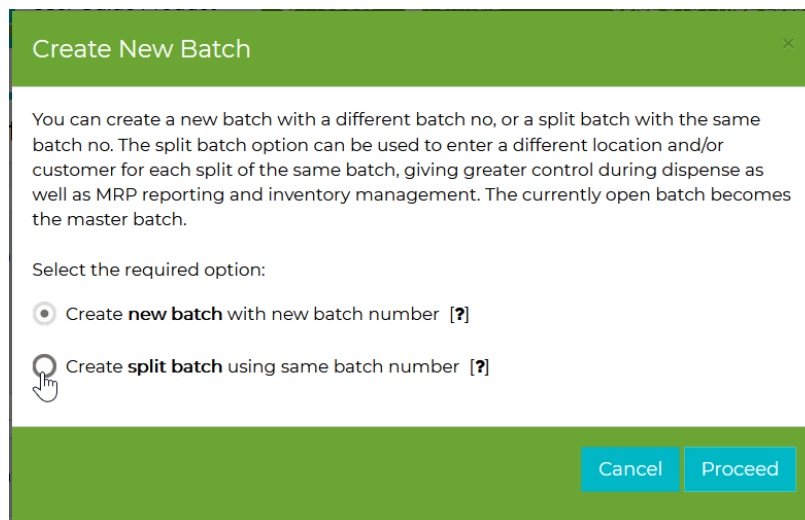 Create New Batch
×
You can create a new batch with a different batch no, or a split batch with the same
batch no. The split batch option can be used to enter a different location and/or
customer for each split of the same batch, giving greater control during dispense as
well as MRP reporting and inventory management. The currently open batch becomes
the master batch.
Select the required option:
Create new batch with new batch number [?]
Create split batch using same batch number [?]
Cancel Proceed